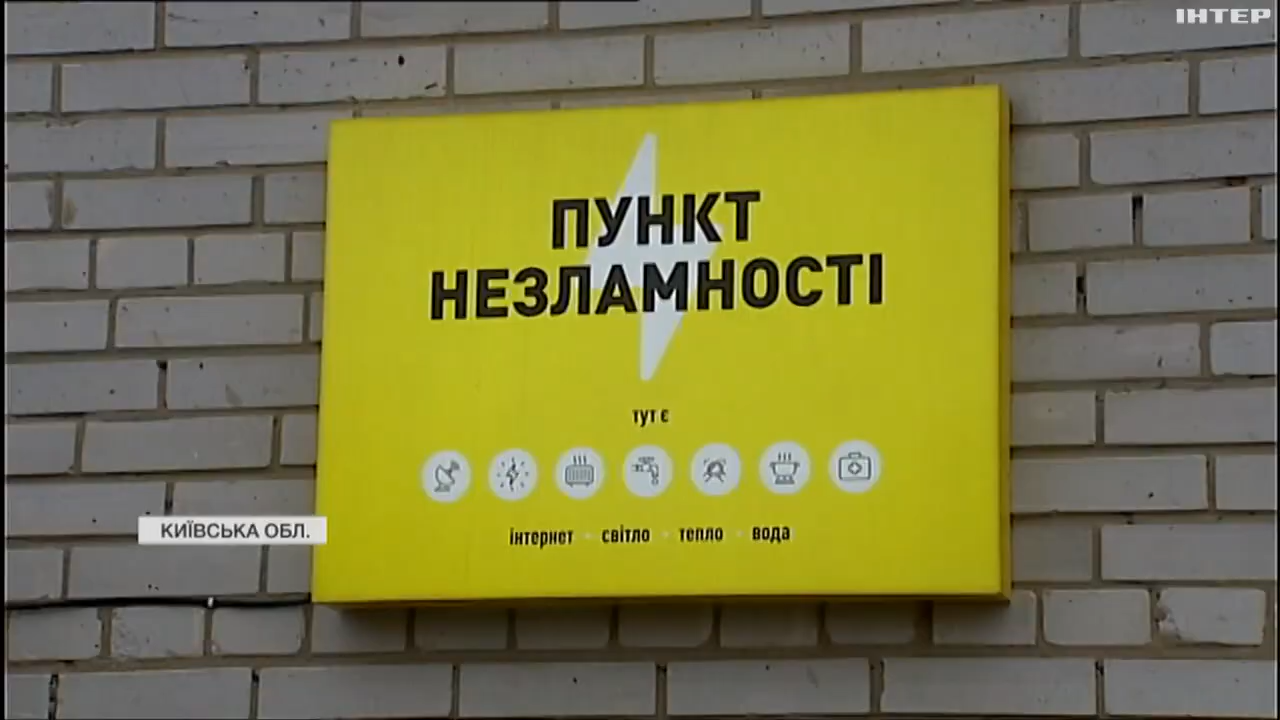 ІНТЕР
ПУНКТ
НЕЗЛАМНОСТІ
тут є
інтернет • світло • тепло • вода
КИЇВСЬКА ОБЛ.